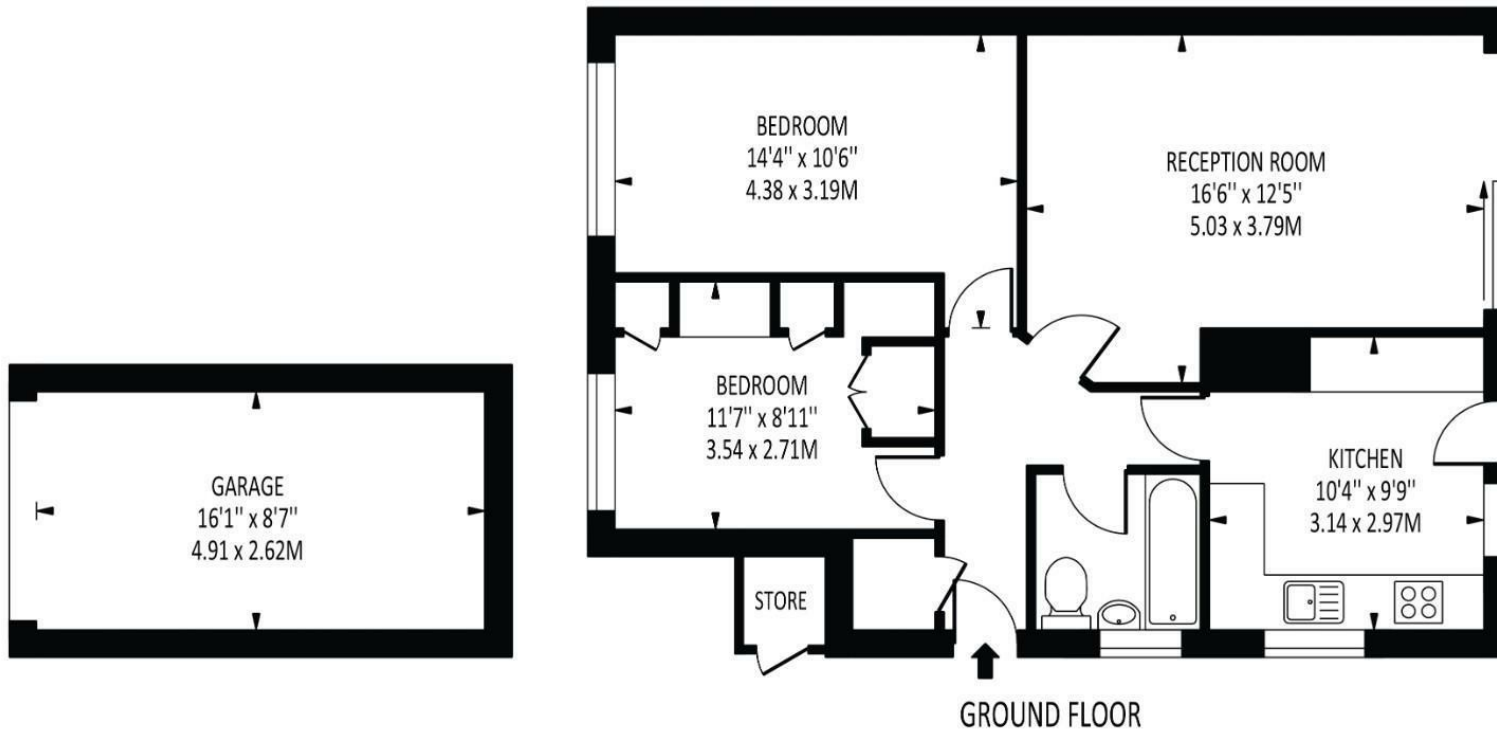 BEDROOM
14'4" x 10'6"
4.38 x 3.19M
RECEPTION ROOM
16'6" x 12'5"
5.03 x 3.79M
BEDROOM
11'7" x 8'11"
3.54 x 2.71M
GARAGE
16'1" x 8'7"
4.91 x 2.62M
KITCHEN
10'4" x 9'9"
3.14 x 2.97M
STORE
GROUND FLOOR